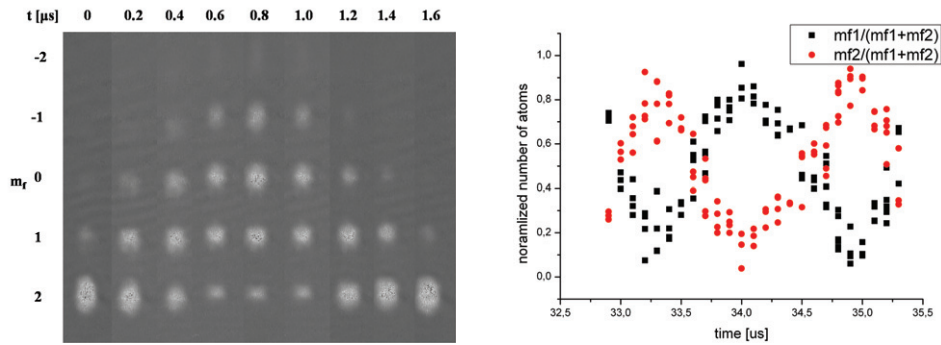 t [μs] 0 0.2 0.4 0.6 0.8 1.0 1.2 1.4 1.6
-2
-1
m_f 0
1
2
mf1/(mf1+mf2)
mf2/(mf1+mf2)
noramlized number of atoms
1,0
0,8
0,6
0,4
0,2
0,0
32,5 33,0 33,5 34,0 34,5 35,0 35,5
time [us]